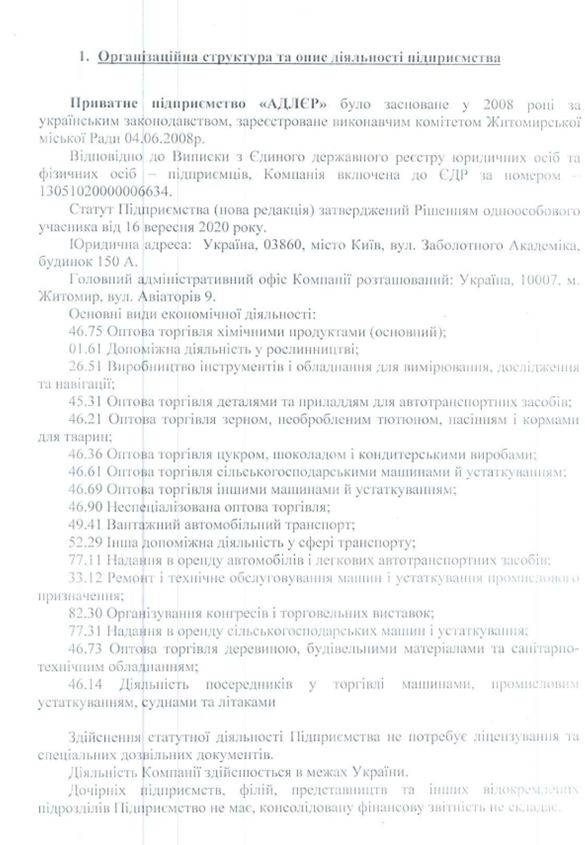 1. Організаційна структура та опис діяльності підприємства
Приватне підприємство «АДЛЄР» було засноване у 2008 році за
українським законодавством, зареєстроване виконавчим комітетом Житомирської
міської Ради 04.06.2008р.
Відповідно до Виписки з Єдиного державного реєстру юридичних осіб та
фізичних осіб – підприємців, Компанія включена до ЄДР за номером –
13051020000006634.
Статут Підприємства (нова редакція) затверджений Рішенням одноособового
учасника від 16 вересня 2020 року.
Юридична адреса: Україна, 03860, місто Київ, вул. Заболотного Академіка,
будинок 150 А.
Головний адміністративний офіс Компанії розташований: Україна, 10007, м.
Житомир, вул. Авіаторів 9.
Основні види економічної діяльності:
46.75 Оптова торгівля хімічними продуктами (основний);
01.61 Допоміжна діяльність у рослинництві;
26.51 Виробництво інструментів і обладнання для вимірювання, дослідження
та навігації;
45.31 Оптова торгівля деталями та приладдям для автотранспортних засобів;
46.21 Оптова торгівля зерном, необробленим тютюном, насінням і кормами
для тварин;
46.36 Оптова торгівля цукром, шоколадом і кондитерськими виробами;
46.61 Оптова торгівля сільськогосподарськими машинами й устаткуванням;
46.69 Оптова торгівля іншими машинами й устаткуванням;
46.90 Неспеціалізована оптова торгівля;
49.41 Вантажний автомобільний транспорт;
52.29 Інша допоміжна діяльність у сфері транспорту;
77.11 Надання в оренду автомобілів і легкових автотранспортних засобів;
33.12 Ремонт і технічне обслуговування машин і устаткування промислового
призначення;
82.30 Організування конгресів і торговельних виставок;
77.31 Надання в оренду сільськогосподарських машин і устаткування;
46.73 Оптова торгівля деревиною, будівельними матеріалами та санітарно-
технічним обладнанням;
46.14 Діяльність посередників у торгівлі машинами, промисловим
устаткуванням, суднами та літаками
Здійснення статутної діяльності Підприємства не потребує ліцензування та
спеціальних дозвільних документів.
Діяльність Компанії здійснюється в межах України.
Дочірніх підприємств, філій, представництв та інших відокремлених
підрозділів Підприємство не має, консолідовану фінансову звітність не складає.